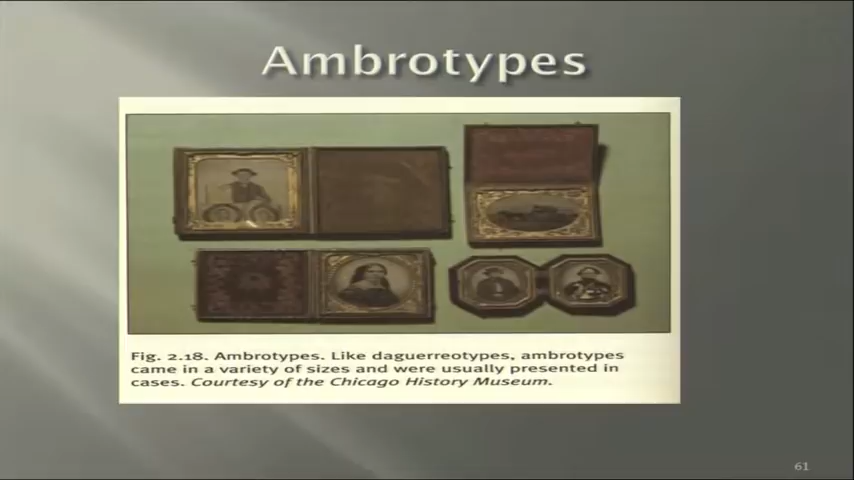 Ambrotypes
Fig. 2.18. Ambrotypes. Like daguerreotypes, ambrotypes
came in a variety of sizes and were usually presented in
cases. Courtesy of the Chicago History Museum.
61